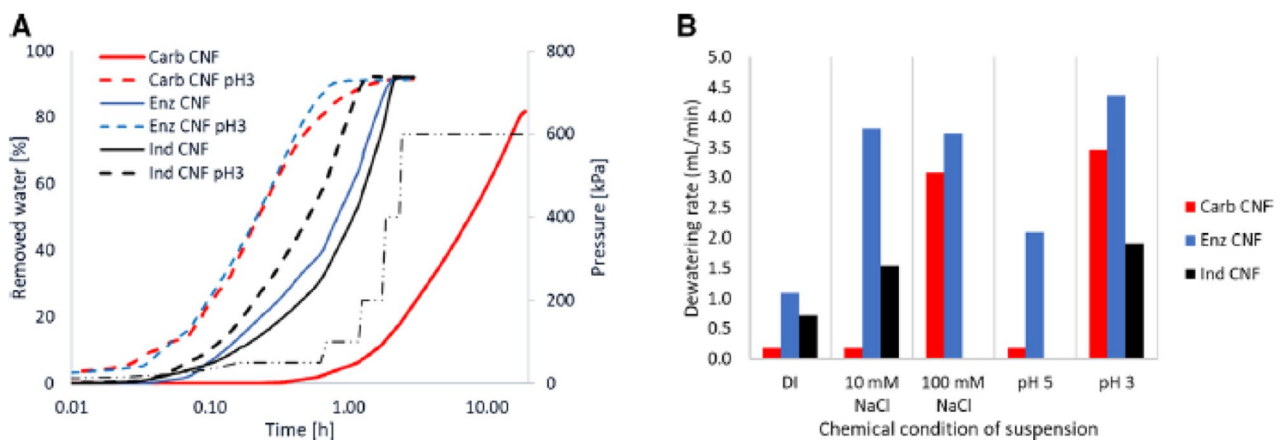 A
100
80
60
40
20
0
Removed water [%]
Carb CNF
Carb CNF pH3
Enz CNF
Enz CNF pH3
Ind CNF
Ind CNF pH3
800
600
400
200
0
Pressure [kPa]
0.01 0.10 1.00 10.00
Time [h]
B
5.0
4.5
4.0
3.5
3.0
2.5
2.0
1.5
1.0
0.5
0.0
Dewatering rate (mL/min)
DI 10 mM 100 mM pH 5 pH 3
NaCl NaCl
Chemical condition of suspension
Carb CNF
Enz CNF
Ind CNF